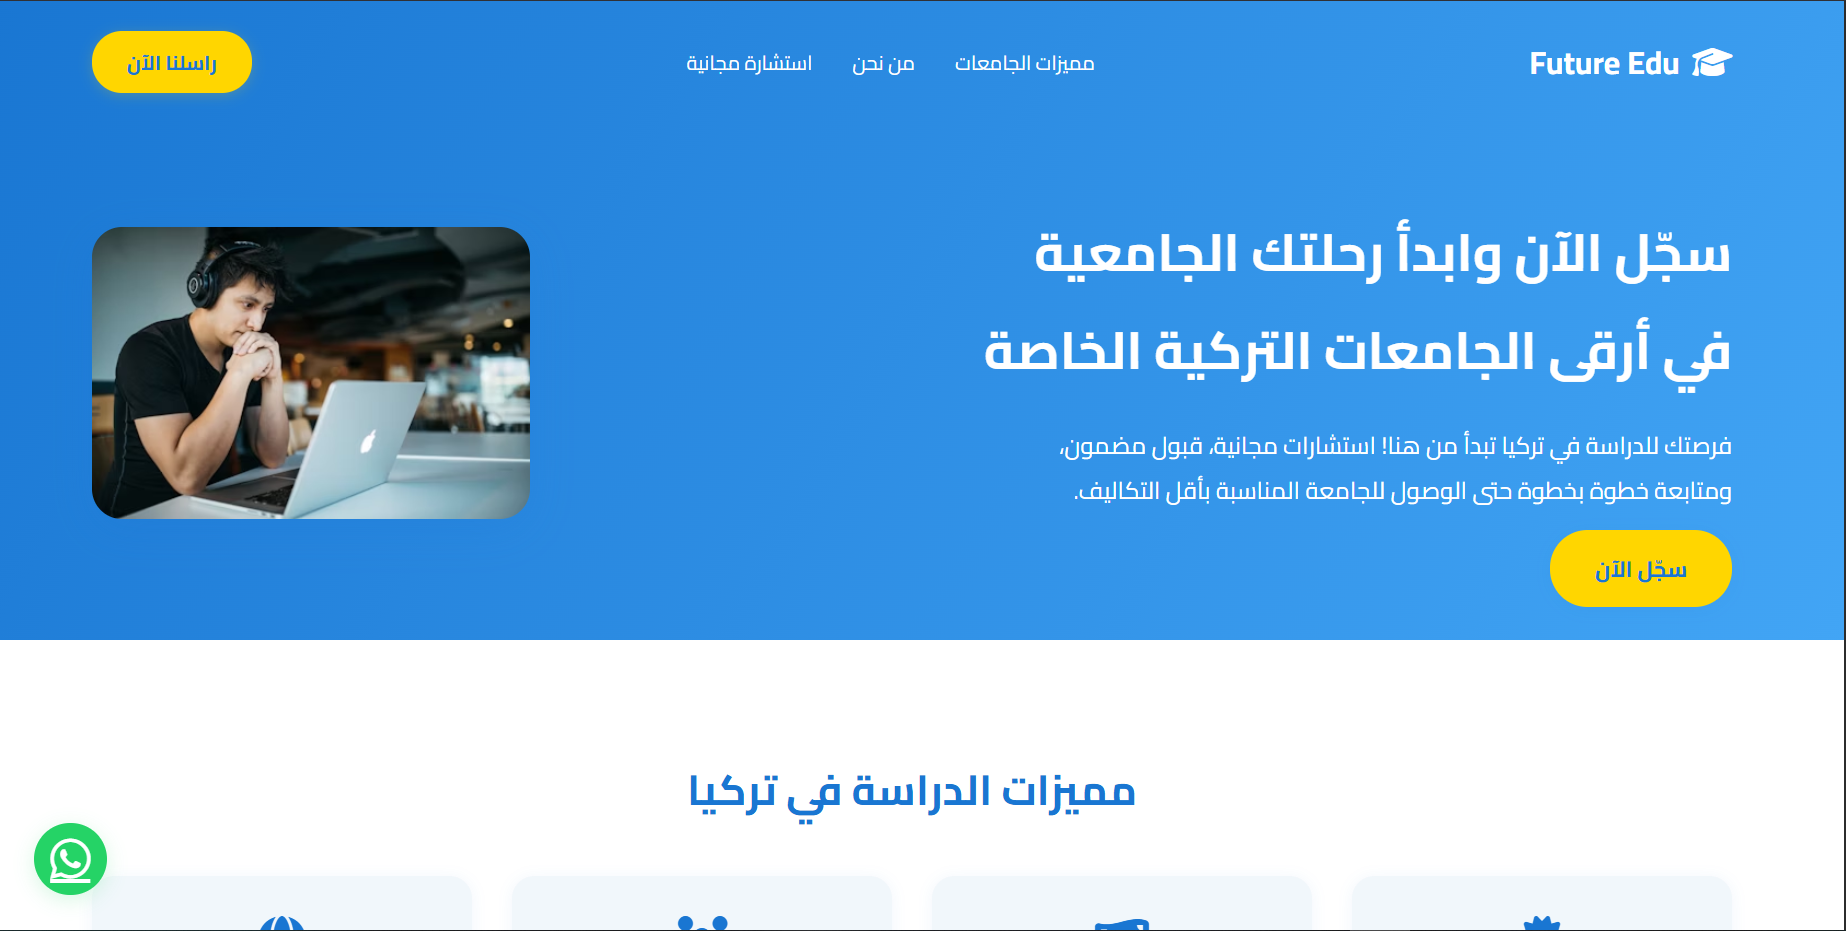 Future Edu
مميزات الجامعات
من نحن
استشارة مجانية
راسلنا الآن
سجّل الآن وابدأ رحلتك الجامعية
في أرقى الجامعات التركية الخاصة
فرصتك للدراسة في تركيا تبدأ من هنا! استشارات مجانية، قبول مضمون،
ومتابعة خطوة بخطوة حتى الوصول للجامعة المناسبة بأقل التكاليف.
سجّل الآن
مميزات الدراسة في تركيا